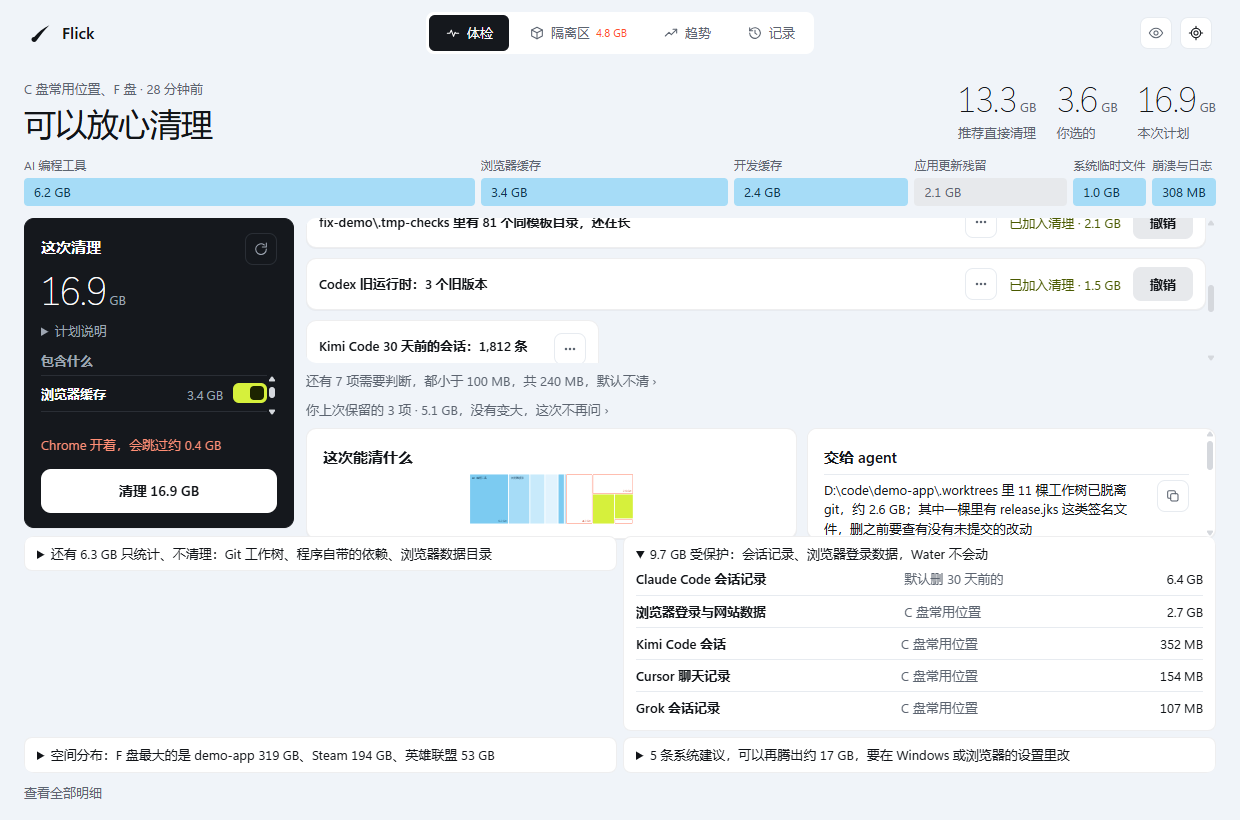 Flick
体检
隔离区 4.8 GB
趋势
记录
C 盘常用位置、F 盘 · 28 分钟前
可以放心清理
13.3 GB
推荐直接清理
3.6 GB
你选的
16.9 GB
本次计划
AI 编程工具
6.2 GB
浏览器缓存
3.4 GB
开发缓存
2.4 GB
应用更新残留
2.1 GB
系统临时文件
1.0 GB
崩溃与日志
308 MB
这次清理
16.9 GB
▶ 计划说明
包含什么
浏览器缓存 3.4 GB
Chrome 开着，会跳过约 0.4 GB
清理 16.9 GB
fix-demo\.tmp-checks 里有 81 个同模板目录，还在长 ··· 已加入清理 · 2.1 GB 撤销
Codex 旧运行时：3 个旧版本 ··· 已加入清理 · 1.5 GB 撤销
Kimi Code 30 天前的会话：1,812 条 ···
还有 7 项需要判断，都小于 100 MB，共 240 MB，默认不清 ›
你上次保留的 3 项 · 5.1 GB，没有变大，这次不再问 ›
这次能清什么
交给 agent
D:\code\demo-app\.worktrees 里 11 棵工作树已脱离
git，约 2.6 GB；其中一棵里有 release.jks 这类签名文
件，删之前要查有没有未提交的改动
▶ 还有 6.3 GB 只统计、不清理：Git 工作树、程序自带的依赖、浏览器数据目录
▼ 9.7 GB 受保护：会话记录、浏览器登录数据，Water 不会动
Claude Code 会话记录 默认删 30 天前的 6.4 GB
浏览器登录与网站数据 C 盘常用位置 2.7 GB
Kimi Code 会话 C 盘常用位置 352 MB
Cursor 聊天记录 C 盘常用位置 154 MB
Grok 会话记录 C 盘常用位置 107 MB
▶ 空间分布：F 盘最大的是 demo-app 319 GB、Steam 194 GB、英雄联盟 53 GB
▶ 5 条系统建议，可以再腾出约 17 GB，要在 Windows 或浏览器的设置里改
查看全部明细